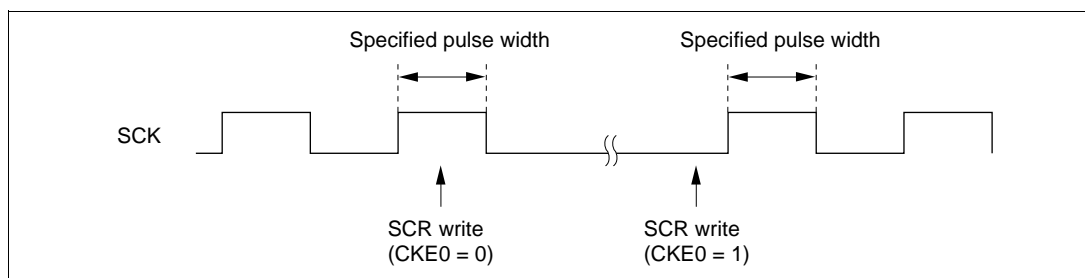 Specified pulse width
Specified pulse width
SCK
SCR write
(CKE0 = 0)
SCR write
(CKE0 = 1)